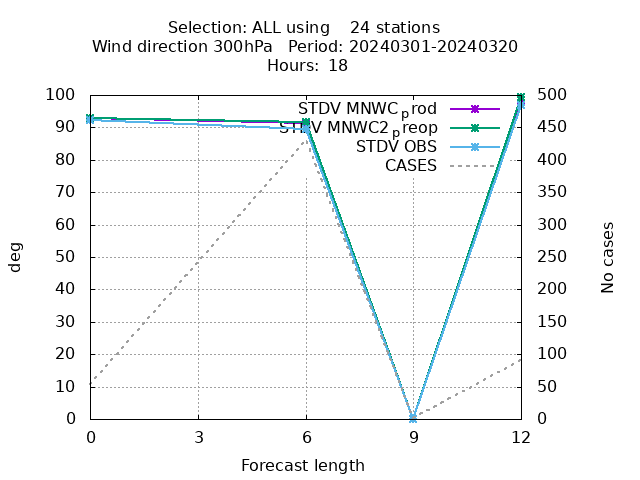 Selection: ALL using    24 stations
Wind direction 300hPa   Period: 20240301-20240320
Hours:  18
STDV MNWC_prod
STDV MNWC2_preop
STDV OBS
CASES
100
90
80
70
60
50
40
30
20
10
0
500
450
400
350
300
250
200
150
100
50
0
deg
No cases
0 3 6 9 12
Forecast length